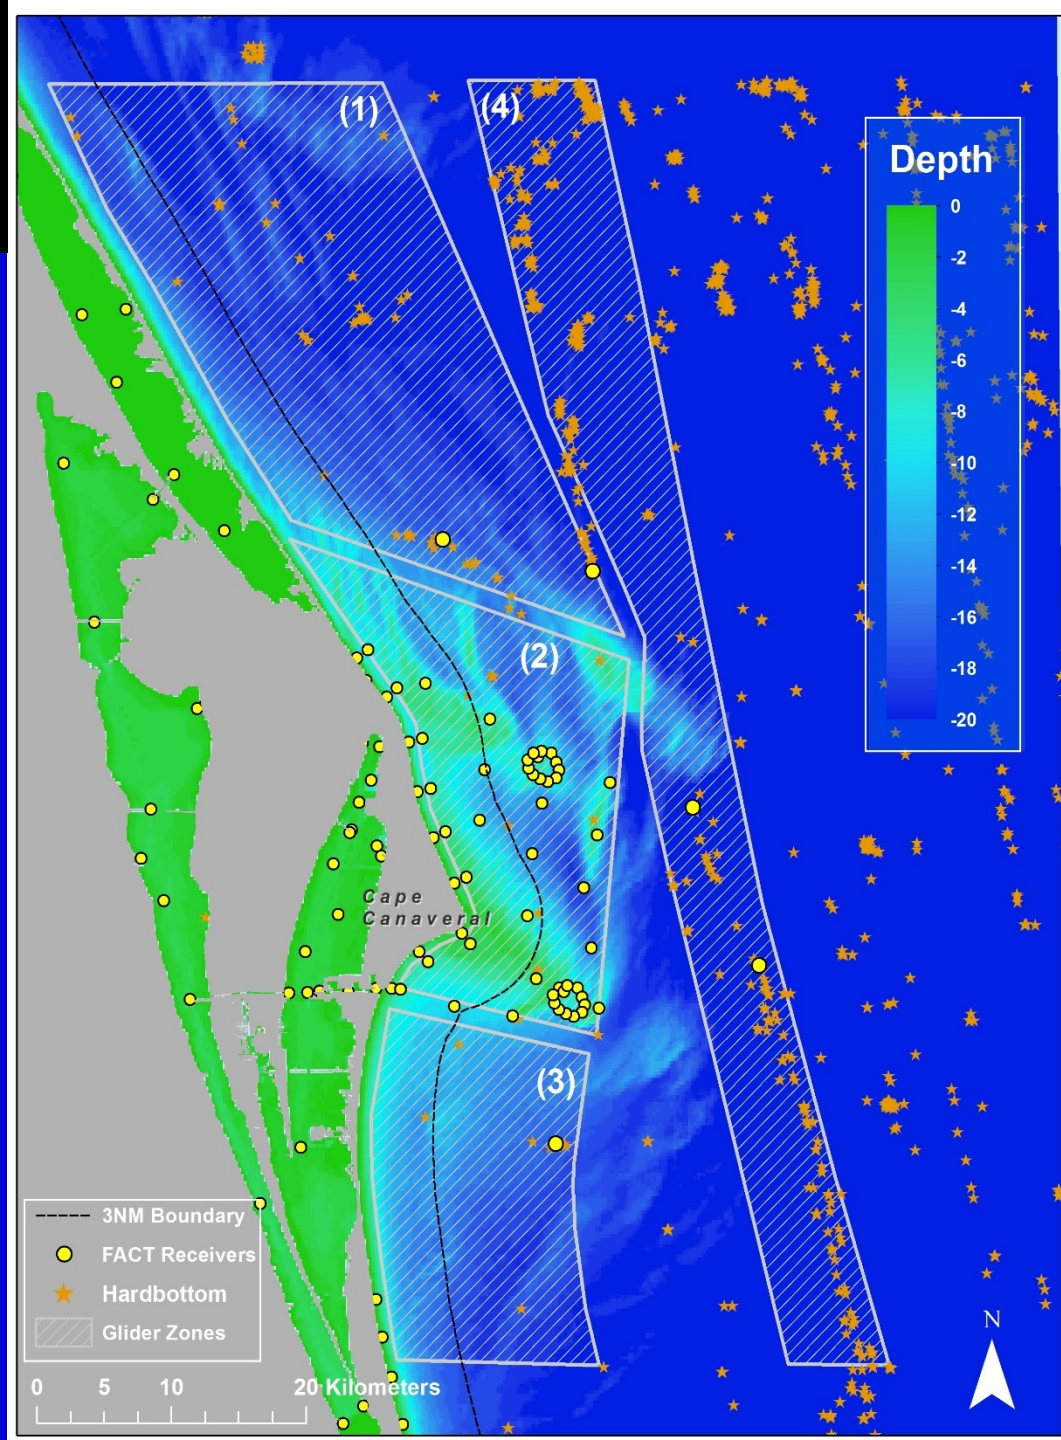 (1)
(4)
Depth
0
-2
-4
-6
-8
-10
-12
-14
-16
-18
-20
(2)
Cape
Canaveral
(3)
3NM Boundary
FACT Receivers
Hardbottom
Glider Zones
N
0 5 10 20 Kilometers